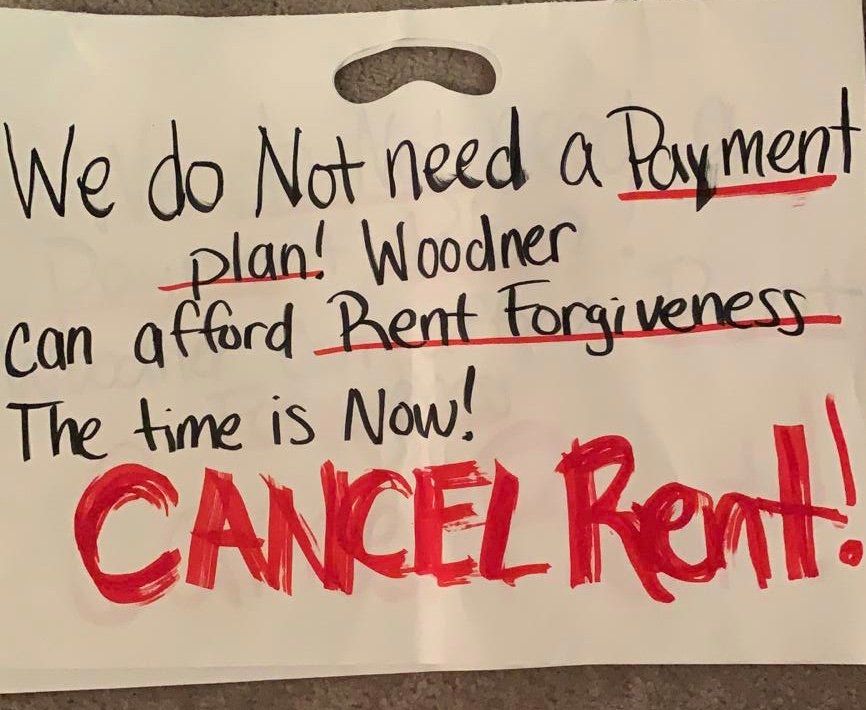 We do Not need a Payment
plan! Woodner
can afford Rent Forgiveness
The time is Now!
CANCEL Rent!